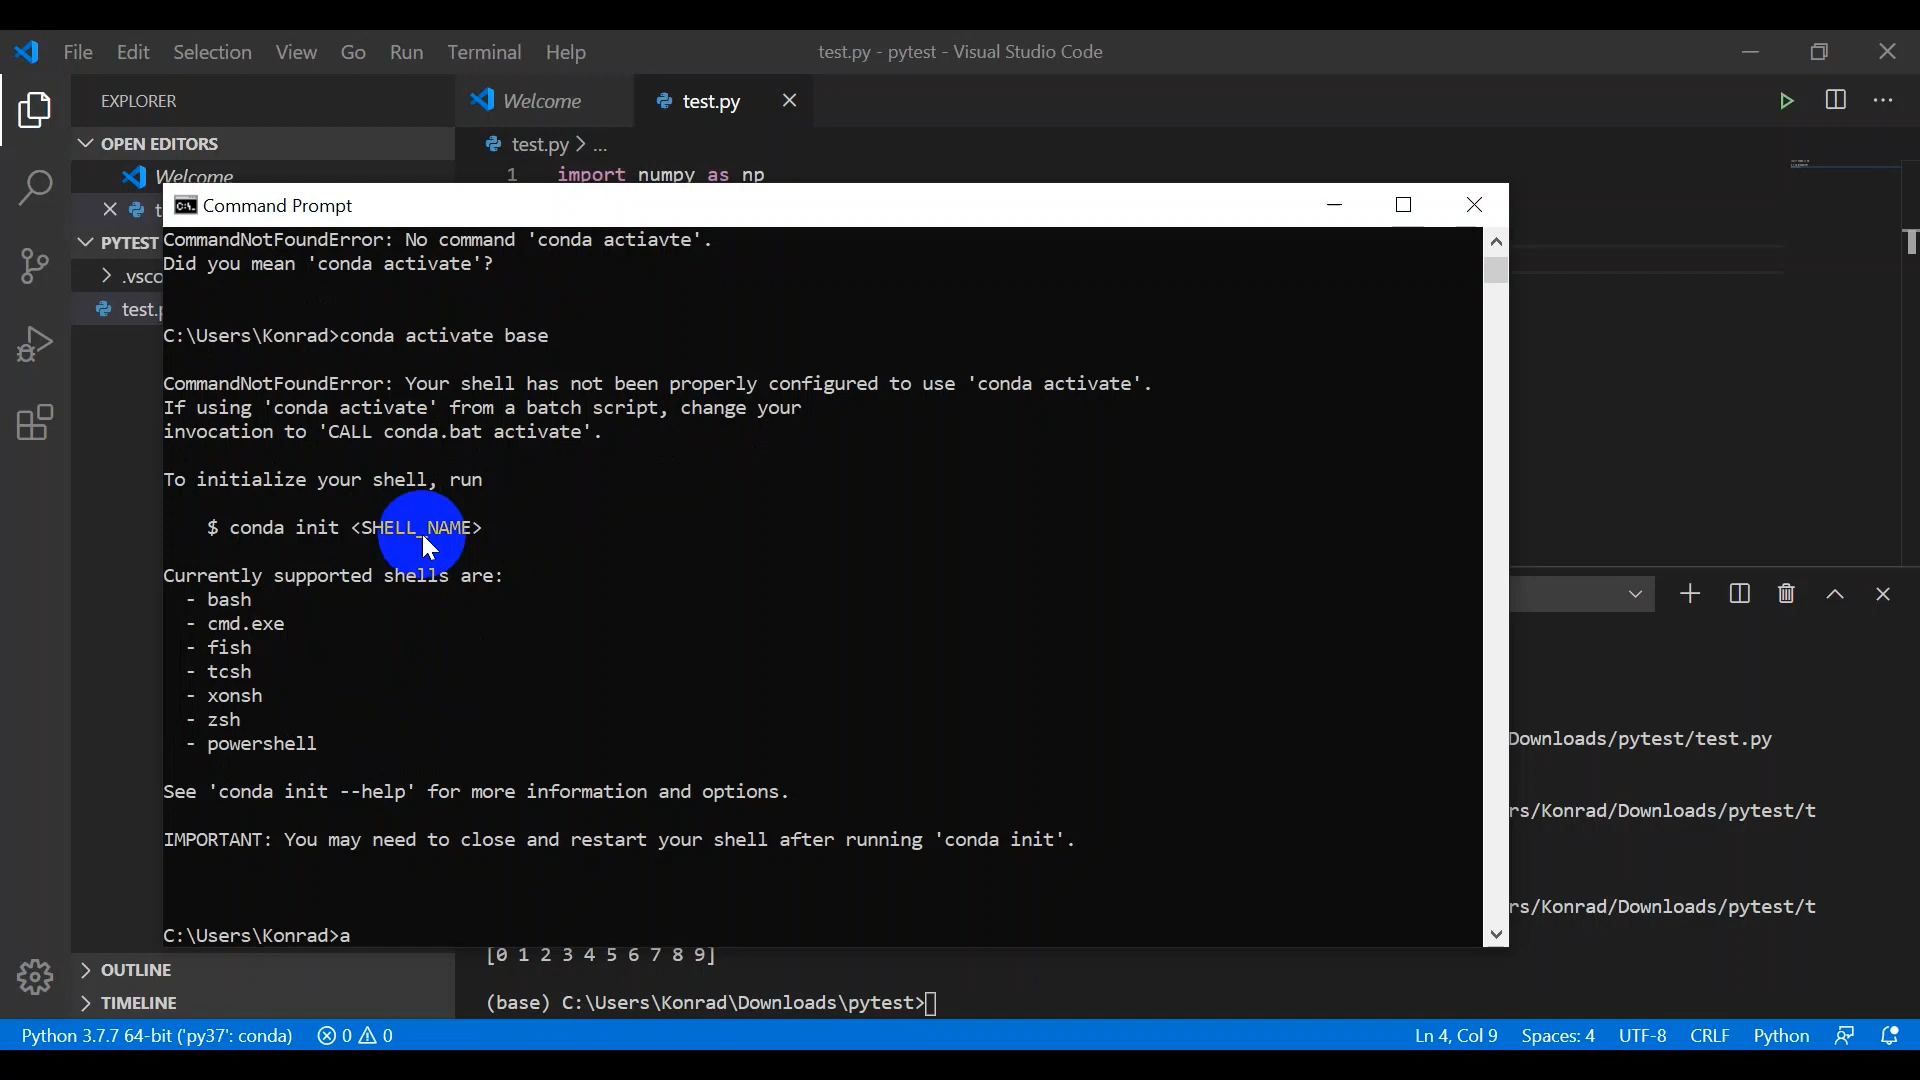 File Edit Selection View Go Run Terminal Help
test.py - pytest - Visual Studio Code
EXPLORER
Welcome
test.py
OPEN EDITORS
Welcome
test.py > ...
1 import numpy as np
PYTEST
test.p
Command Prompt
CommandNotFoundError: No command 'conda actiavte'.
Did you mean 'conda activate'?
C:\Users\Konrad>conda activate base
CommandNotFoundError: Your shell has not been properly configured to use 'conda activate'.
If using 'conda activate' from a batch script, change your
invocation to 'CALL conda.bat activate'.
To initialize your shell, run
$ conda init <SHELL_NAME>
Currently supported shells are:
- bash
- cmd.exe
- fish
- tcsh
- xonsh
- zsh
- powershell
See 'conda init --help' for more information and options.
IMPORTANT: You may need to close and restart your shell after running 'conda init'.
C:\Users\Konrad>a
Downloads/pytest/test.py
rs/Konrad/Downloads/pytest/t
rs/Konrad/Downloads/pytest/t
[0 1 2 3 4 5 6 7 8 9]
(base) C:\Users\Konrad\Downloads\pytest>
OUTLINE
TIMELINE
Python 3.7.7 64-bit ('py37': conda) 0 0
Ln 4, Col 9 Spaces: 4 UTF-8 CRLF Python